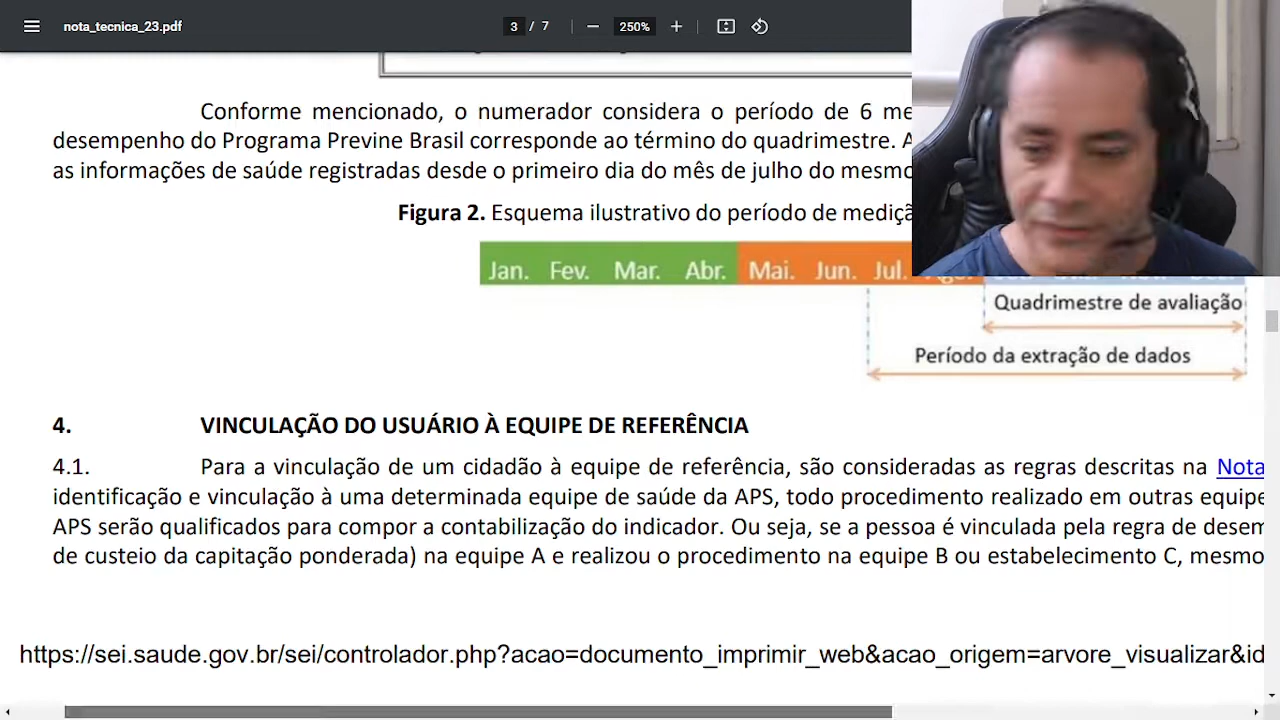 nota_tecnica_23.pdf
3 / 7
250%
Conforme mencionado, o numerador considera o período de 6
desempenho do Programa Previne Brasil corresponde ao término do quadrimestre.
as informações de saúde registradas desde o primeiro dia do mês de julho do mesmo
Figura 2. Esquema ilustrativo do período de
Jan. Fev. Mar. Abr. Mai. Jun. Jul.
Quadrimestre de avaliação
Período da extração de dados
4. VINCULAÇÃO DO USUÁRIO À EQUIPE DE REFERÊNCIA
4.1. Para a vinculação de um cidadão à equipe de referência, são consideradas as regras descritas na Nota
identificação e vinculação à uma determinada equipe de saúde da APS, todo procedimento realizado em outras equipe
APS serão qualificados para compor a contabilização do indicador. Ou seja, se a pessoa é vinculada pela regra de desem
de custeio da capitação ponderada) na equipe A e realizou o procedimento na equipe B ou estabelecimento C, mesmo
https://sei.saude.gov.br/sei/controlador.php?acao=documento_imprimir_web&acao_origem=arvore_visualizar&id